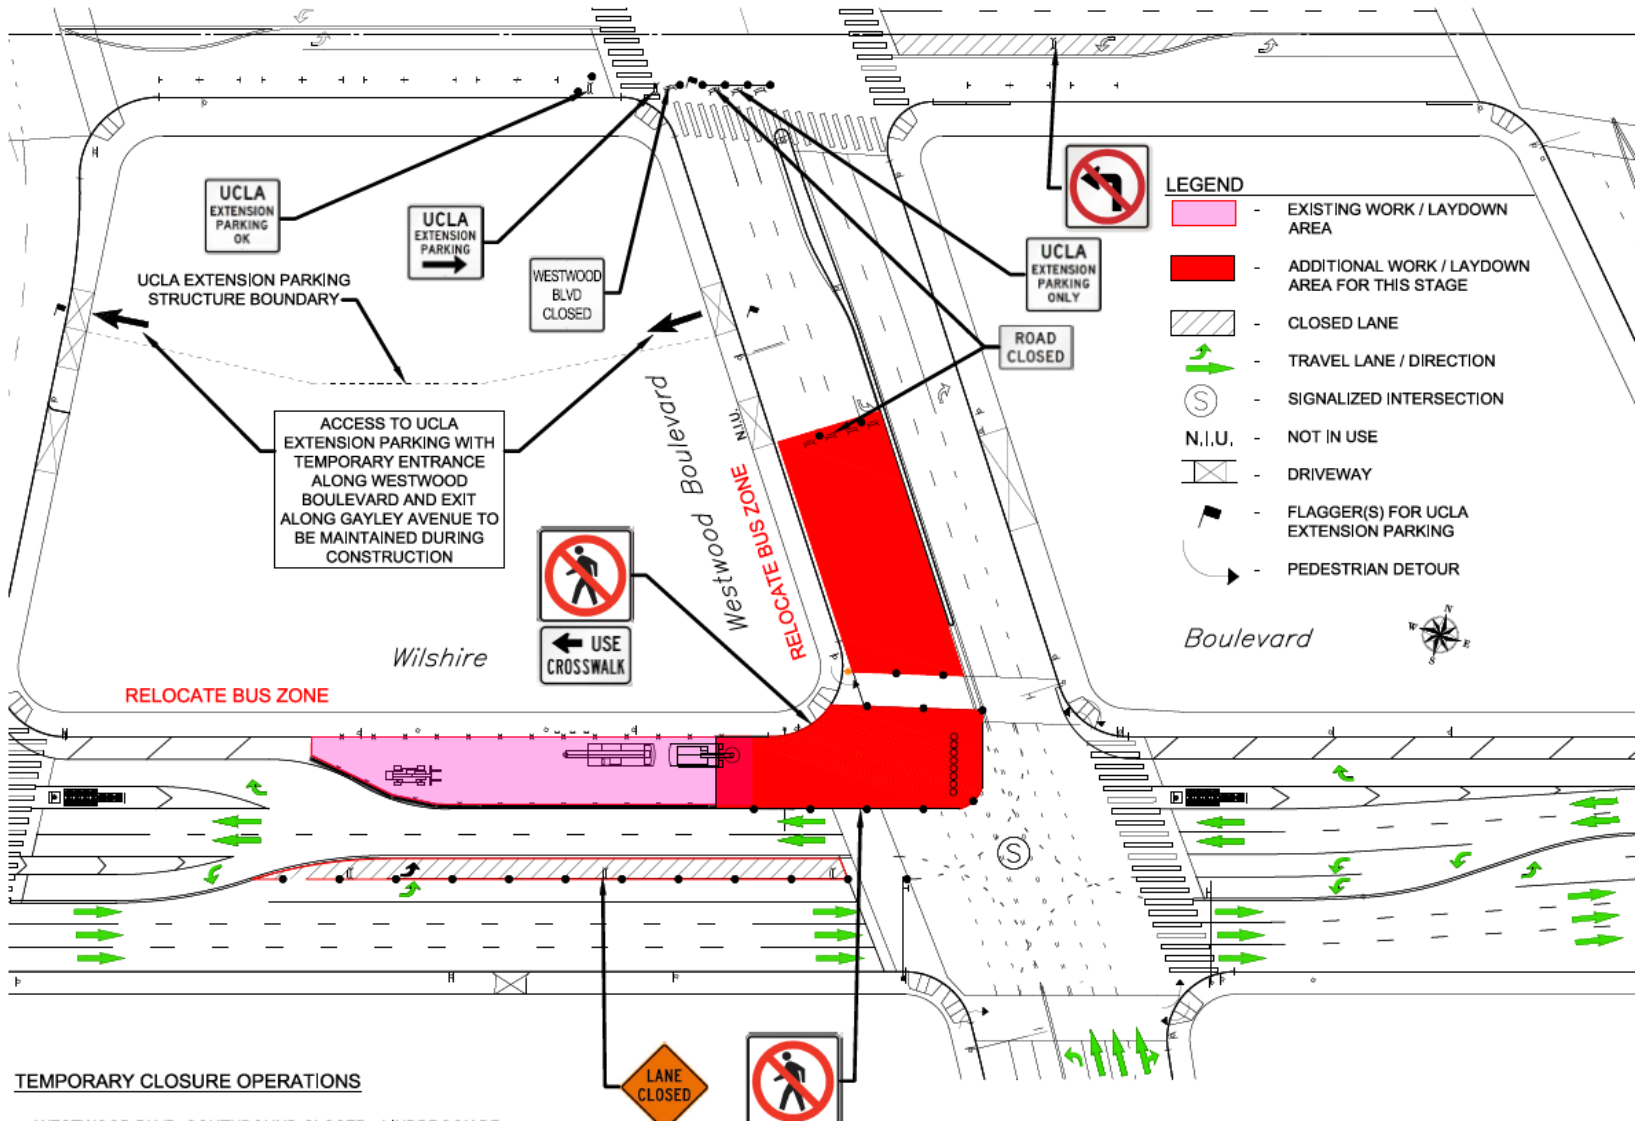 UCLA
EXTENSION
PARKING
OK
UCLA
EXTENSION
PARKING
WESTWOOD
BLVD
CLOSED
UCLA EXTENSION PARKING
STRUCTURE BOUNDARY
ACCESS TO UCLA
EXTENSION PARKING WITH
TEMPORARY ENTRANCE
ALONG WESTWOOD
BOULEVARD AND EXIT
ALONG GAYLEY AVENUE TO
BE MAINTAINED DURING
CONSTRUCTION
UCLA
EXTENSION
PARKING
ONLY
ROAD
CLOSED
LEGEND
- EXISTING WORK / LAYDOWN
AREA
- ADDITIONAL WORK / LAYDOWN
AREA FOR THIS STAGE
- CLOSED LANE
- TRAVEL LANE / DIRECTION
S - SIGNALIZED INTERSECTION
N.I.U. - NOT IN USE
- DRIVEWAY
- FLAGGER(S) FOR UCLA
EXTENSION PARKING
- PEDESTRIAN DETOUR
N
W
E
S
N.I.U.
Westwood Boulevard
RELOCATE BUS ZONE
USE
CROSSWALK
Wilshire
Boulevard
RELOCATE BUS ZONE
S
LANE
CLOSED
TEMPORARY CLOSURE OPERATIONS